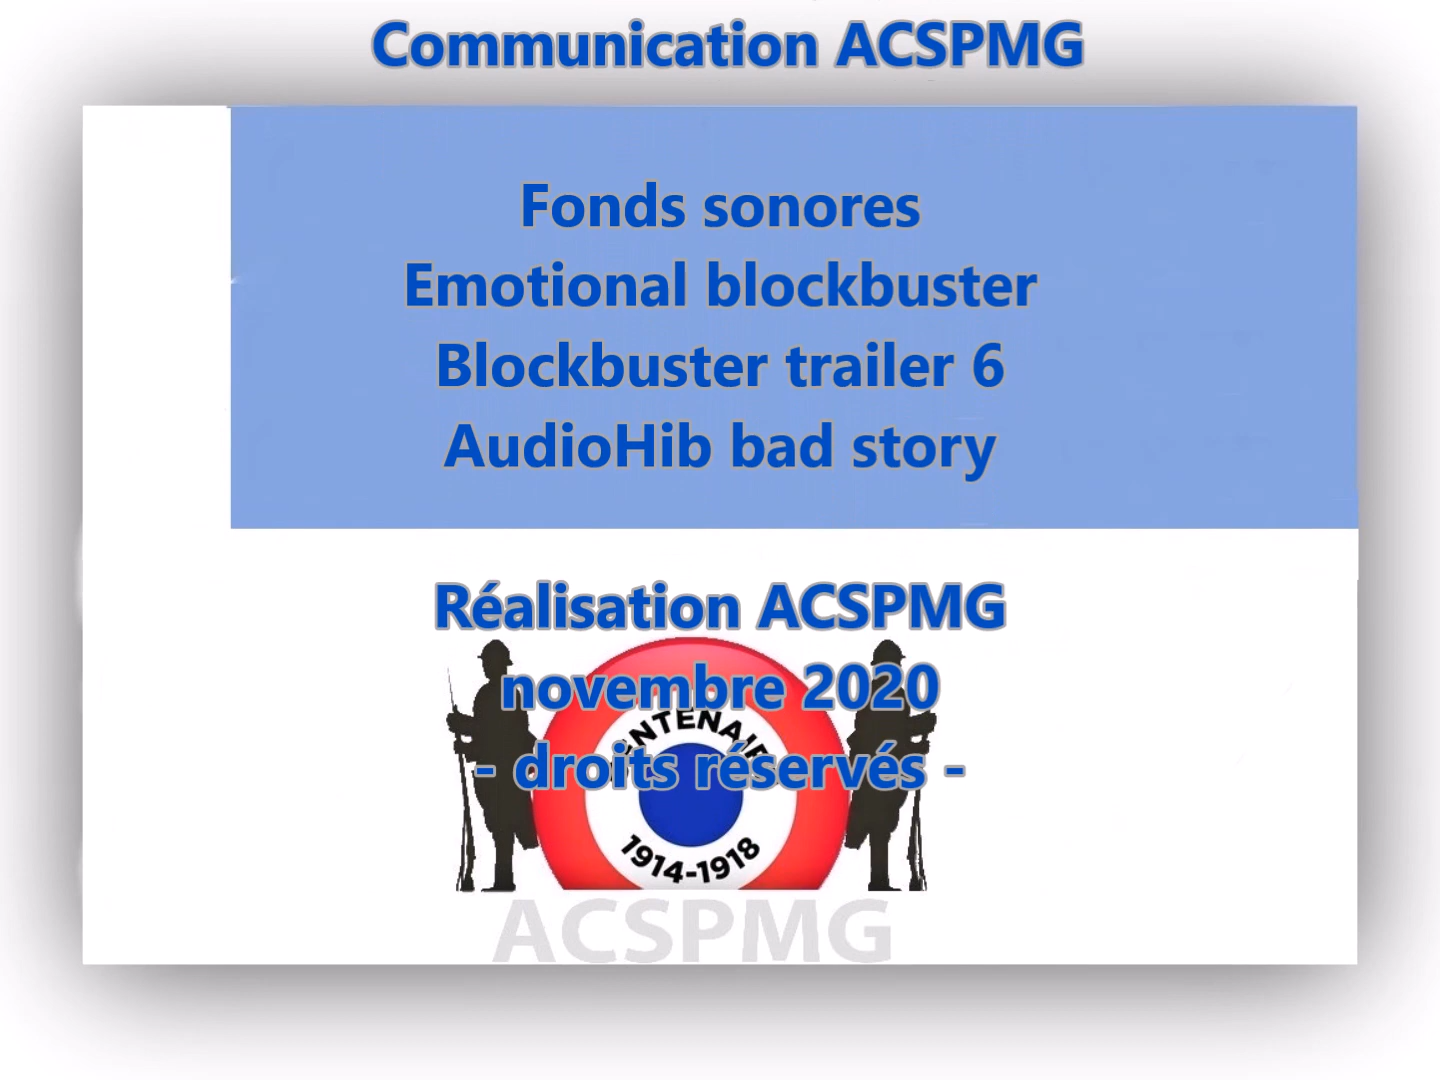 Communication ACSPMG
Fonds sonores
Emotional blockbuster
Blockbuster trailer 6
AudioHib bad story
Réalisation ACSPMG
novembre 2020
- droits réservés -
1914-1918
ACSPMG